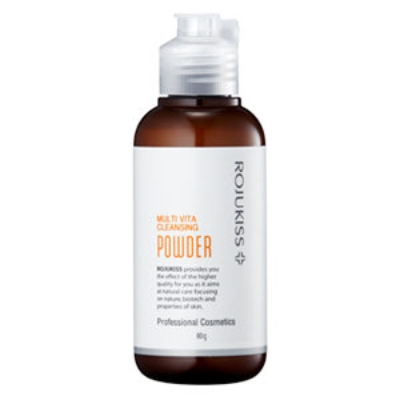 MULTI VITA
CLEANSING
POWDER
ROJUKISS provides you
the effect of the higher
quality for you as it aims
at natural care focusing
on nature, biotech and
properties of skin.
Professional Cosmetics
80g
ROJUKISS